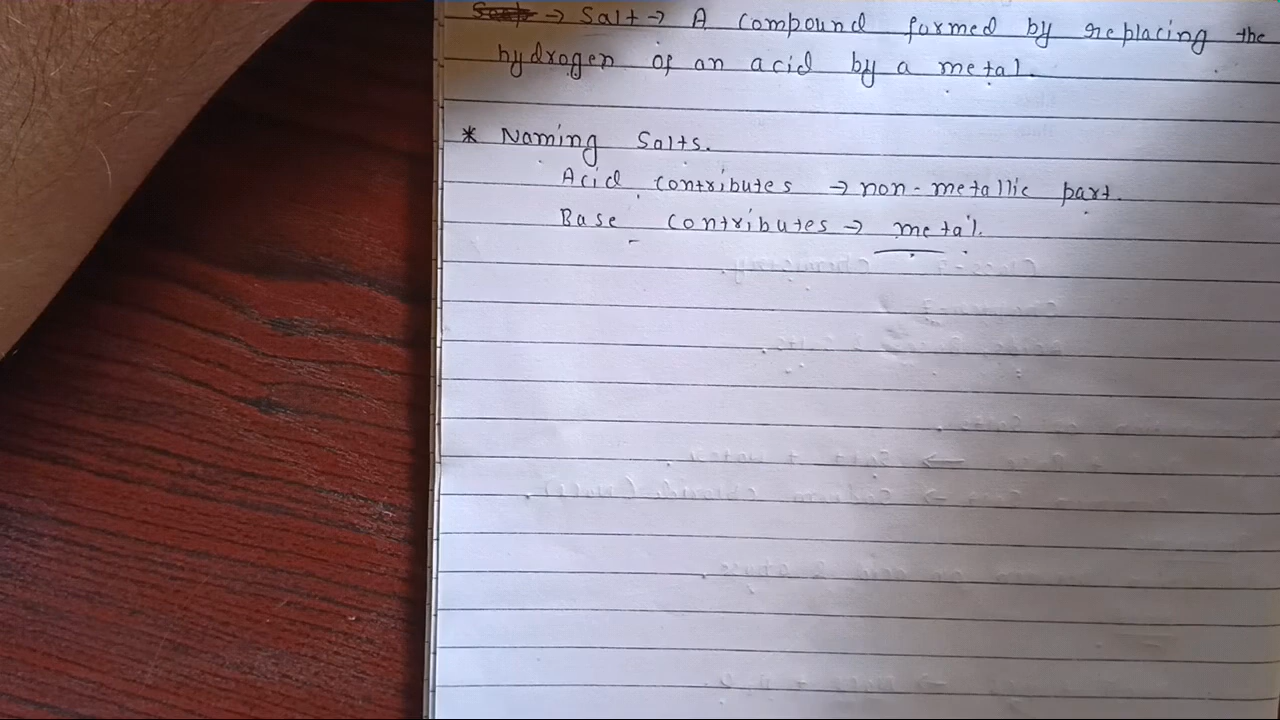 → Salt → A compound formed by replacing the
hydrogen of an acid by a metal.
* Naming Salts.
Acid contributes → non-metallic part.
Base contributes → metal.